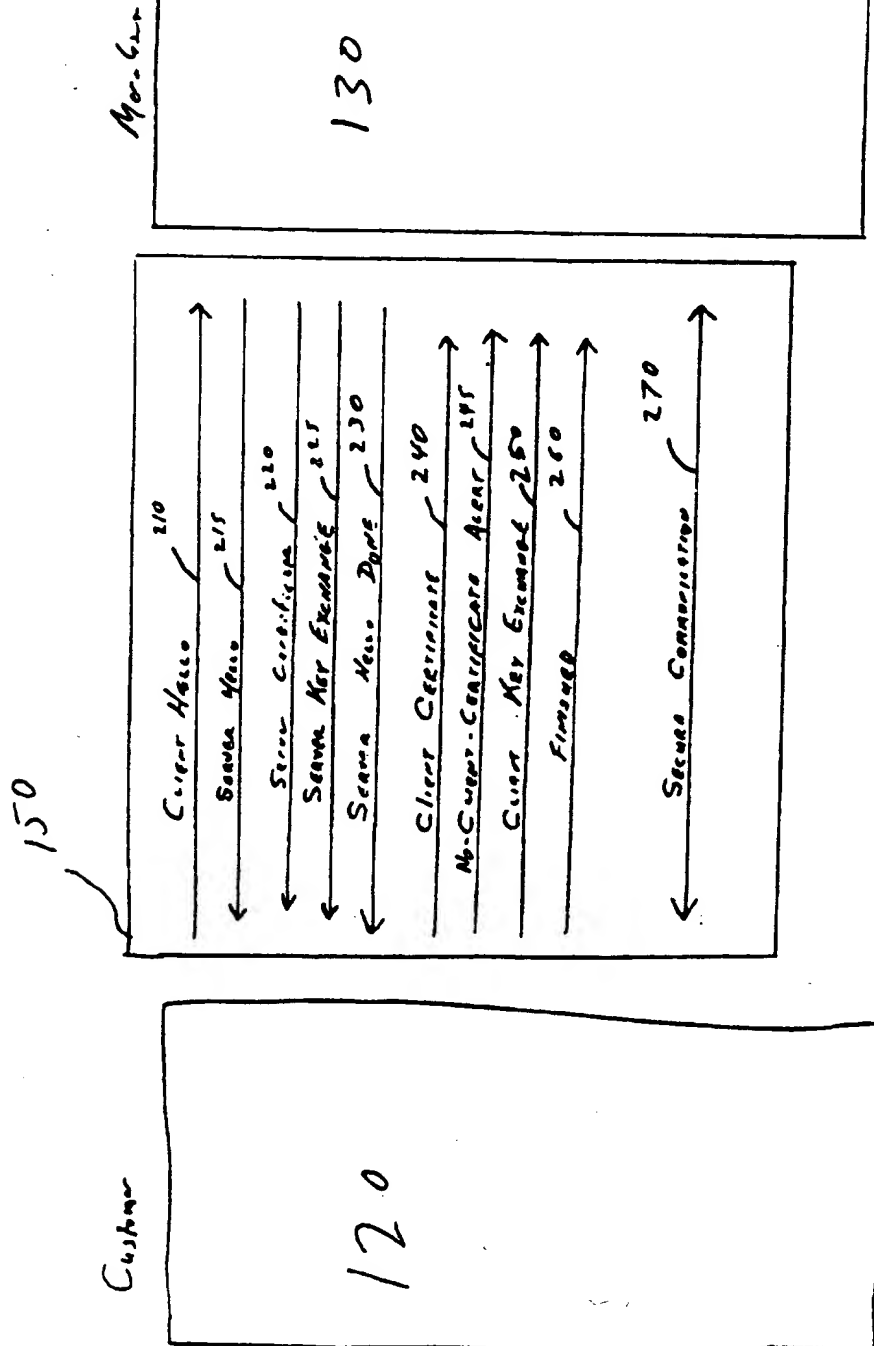 150
Customer
120
Client Hello 210
Server Hello 215
Server Certificate 220
Server Key Exchange 225
Server Hello Done 230
Client Certificate 240
No-Client-Certificate Alert 245
Client Key Exchange 250
Finished 260
Secure Communication 270
130